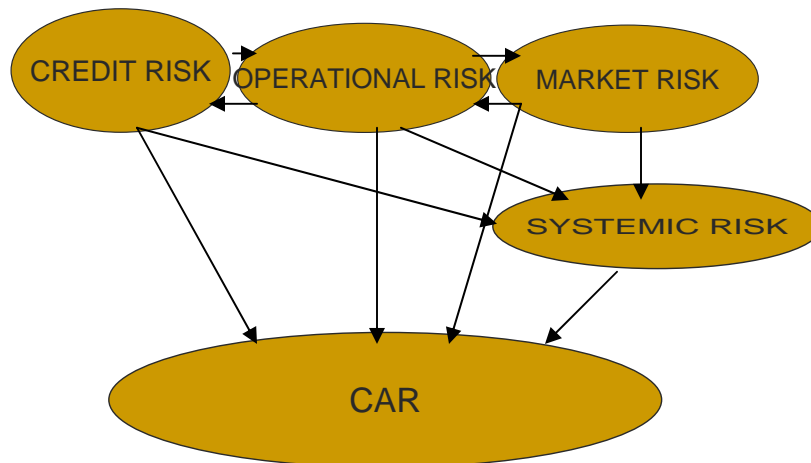 CREDIT RISK
OPERATIONAL RISK
MARKET RISK
SYSTEMIC RISK
CAR